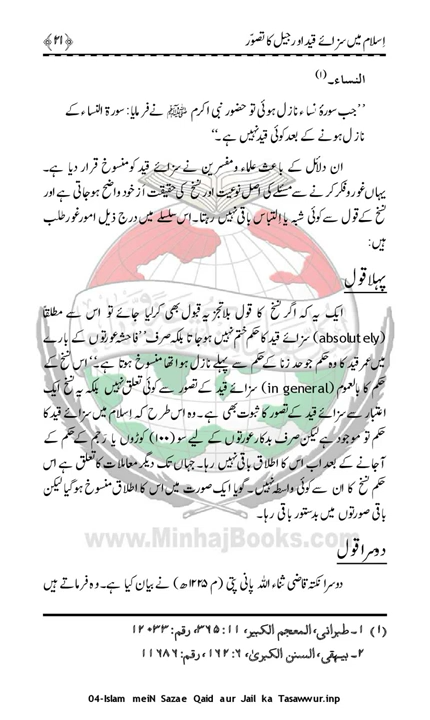 اِسلام میں سزائے قید اور جیل کا تصوّر
﴿۲۱﴾
النساء۔(۱)
’’جب سورۂ نساء نازل ہوئی تو حضور نبی اکرم ﷺ نے فرمایا: سورۃ النساء کے
نازل ہونے کے بعد کوئی قید نہیں ہے۔‘‘
ان دلائل کے باعث علماء و مفسرین نے سزائے قید کو منسوخ قرار دیا ہے۔
یہاں غور و فکر کرنے سے مسئلے کی اصل نوعیت اور نسخ کی حقیقت اَز خود واضح ہو جاتی ہے اور
نسخ کے قول سے کوئی شبہ یا اِلتباس باقی نہیں رہتا۔ اس سلسلے میں درج ذیل امور غور طلب
ہیں:
پہلا قول
ایک یہ کہ اگر نسخ کا قول بلا تجزیہ قبول بھی کر لیا جائے تو اس سے مطلقاً
(absolutely) سزائے قید کا حکم ختم نہیں ہو جاتا بلکہ صرف ’’فاحشہ عورتوں کے بارے
میں عمر قید کا وہ حکم جو حد زنا کے حکم سے پہلے نازل ہوا تھا منسوخ ہوتا ہے‘‘ اس نسخ کے
حکم کا بالعموم (in general) سزائے قید کے تصور سے کوئی تعلق نہیں بلکہ یہ نسخ ایک
اعتبار سے سزائے قید کے تصور کا ثبوت بھی ہے۔ وہ اس طرح کہ اِسلام میں سزائے قید کا
حکم تو موجود ہے لیکن صرف بدکار عورتوں کے لیے سو (۱۰۰) کوڑوں یا رَجم کے حکم کے
آجانے کے بعد اب اس کا اطلاق باقی نہیں رہا۔ جہاں تک دیگر معاملات کا تعلق ہے اس
حکم نسخ کا ان سے کوئی واسطہ نہیں۔ گویا ایک صورت میں اس کا اطلاق منسوخ ہو گیا لیکن
باقی صورتوں میں بدستور باقی رہا۔
www.MinhajBooks.com
دوسرا قول
دوسرا نکتہ قاضی ثناء اللہ پانی پتی (م ۱۲۲۵ھ) نے بیان کیا ہے۔ وہ فرماتے ہیں
(۱) ۱۔ طبرانی، المعجم الکبیر، ۱۱: ۳۶۵، رقم: ۱۲۰۳۳
۲۔ بیہقی، السنن الکبریٰ، ۶: ۱۶۲، رقم: ۱۱۶۸۶
04-Islam meiN Sazae Qaid aur Jail ka Tasawwur.inp